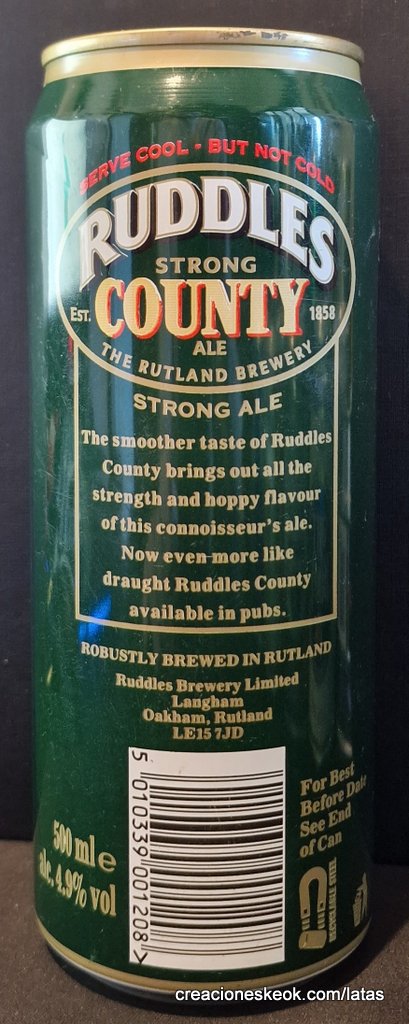 SERVE COOL - BUT NOT COLD
RUDDLES
STRONG
Est. COUNTY 1858
ALE
THE RUTLAND BREWERY
STRONG ALE
The smoother taste of Ruddles
County brings out all the
strength and hoppy flavour
of this connoisseur's ale.
Now even more like
draught Ruddles County
available in pubs.
ROBUSTLY BREWED IN RUTLAND
Ruddles Brewery Limited
Langham
Oakham, Rutland
LE15 7JD
5 010339 001208>
500 ml e
alc. 4.9% vol
For Best
Before Date
See End
of Can
RECYCLABLE STEEL
creacioneskeok.com/latas